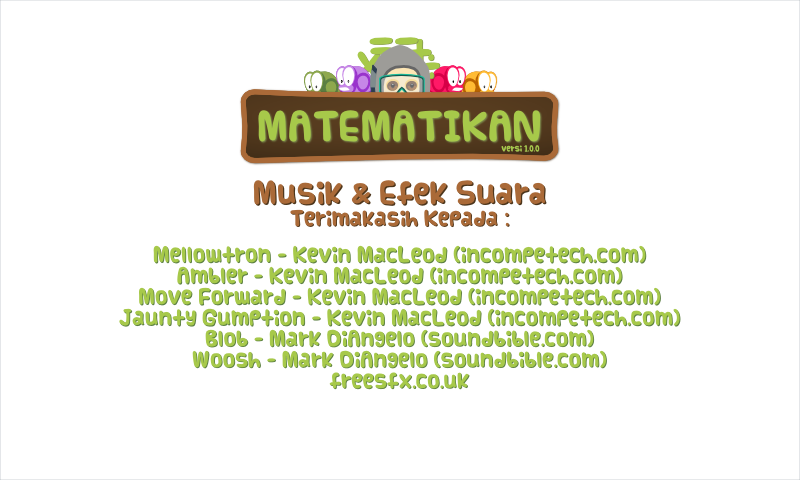 MATEMATIKAN
versi 1.0.0
Musik & Efek Suara
Terimakasih Kepada :
Mellowtron - Kevin MacLeod (incompetech.com)
Ambler - Kevin MacLeod (incompetech.com)
Move Forward - Kevin MacLeod (incompetech.com)
Jaunty Gumption - Kevin MacLeod (incompetech.com)
Blob - Mark DiAngelo (soundbible.com)
Woosh - Mark DiAngelo (soundbible.com)
freesfx.co.uk